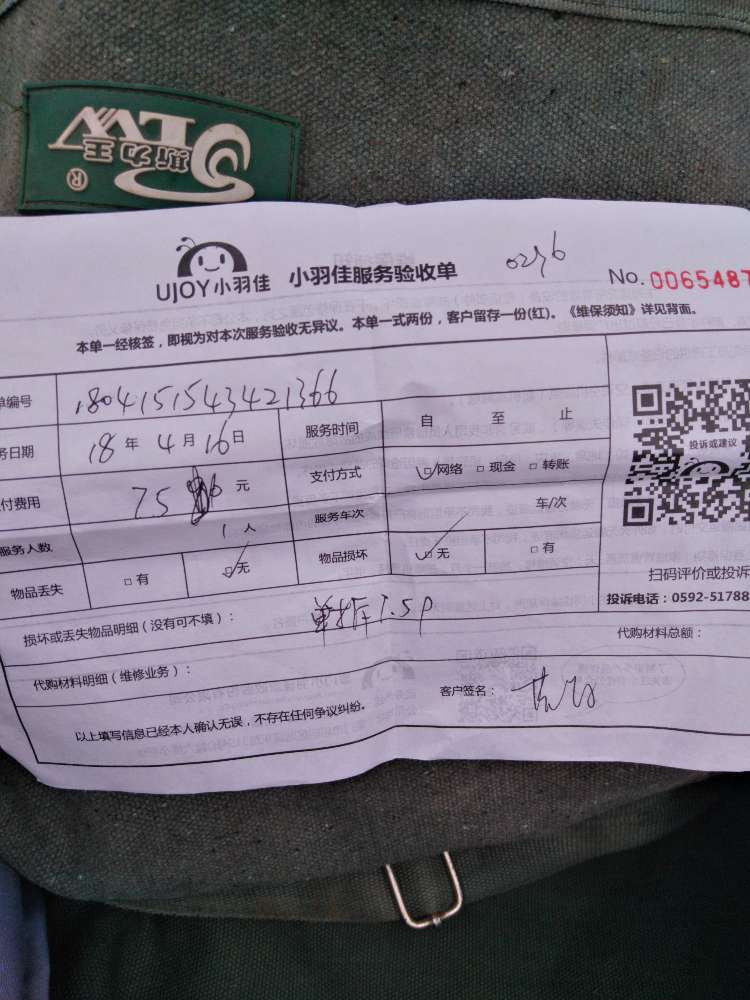 斯力王
LW
®
UJOY小羽佳 小羽佳服务验收单 0276
No. 0065487
本单一经核签，即视为对本次服务验收无异议。本单一式两份，客户留存一份(红)。《维保须知》详见背面。
单编号 1804151543421366
务日期 18 年 4 月 16 日 服务时间 自 至 止
付费用 75 元 支付方式 ☑网络 □现金 □转账
服务人数 1 人 服务车次 车/次
物品丢失 □有 ☑无 物品损坏 ☑无 □有
投诉或建议
扫码评价或投诉
投诉电话：0592-51788
损坏或丢失物品明细（没有可不填）： 1.5P
代购材料总额：
代购材料明细（维修业务）：
客户签名：
以上填写信息已经本人确认无误，不存在任何争议纠纷。